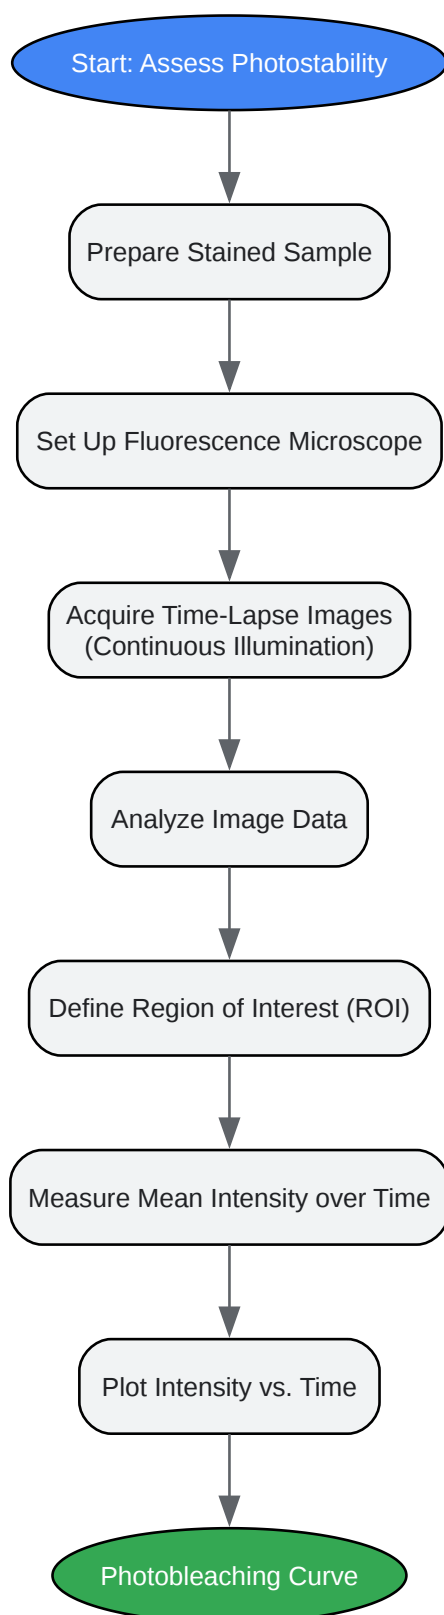 Start: Assess Photostability
Prepare Stained Sample
Set Up Fluorescence Microscope
Acquire Time-Lapse Images
(Continuous Illumination)
Analyze Image Data
Define Region of Interest (ROI)
Measure Mean Intensity over Time
Plot Intensity vs. Time
Photobleaching Curve